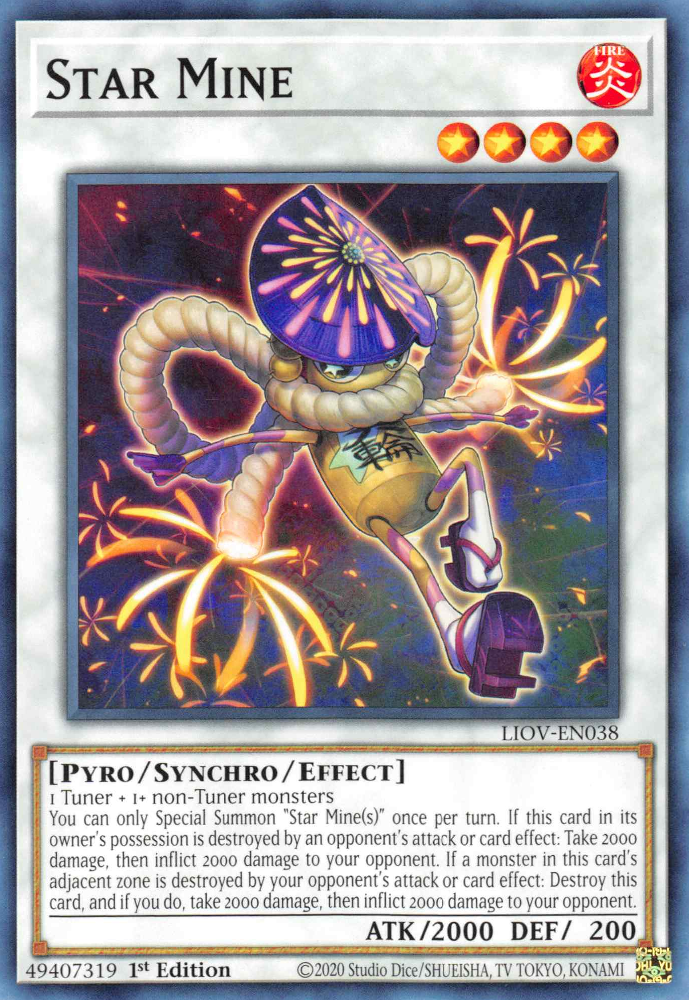 Star Mine
FIRE
炎
輪
LIOV-EN038
[Pyro/Synchro/Effect]
1 Tuner + 1+ non-Tuner monsters
You can only Special Summon "Star Mine(s)" once per turn. If this card in its
owner's possession is destroyed by an opponent's attack or card effect: Take 2000
damage, then inflict 2000 damage to your opponent. If a monster in this card's
adjacent zone is destroyed by your opponent's attack or card effect: Destroy this
card, and if you do, take 2000 damage, then inflict 2000 damage to your opponent.
ATK/2000 DEF/ 200
49407319 1st Edition ©2020 Studio Dice/SHUEISHA, TV TOKYO, KONAMI